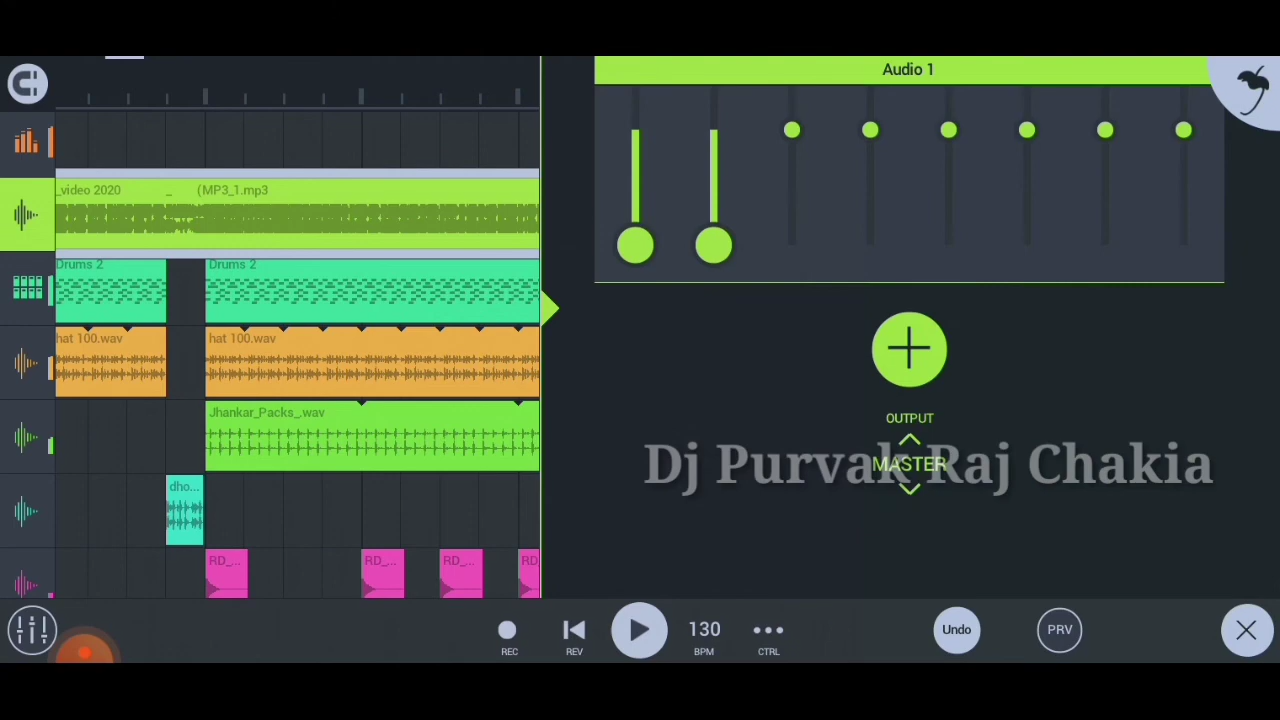 Audio 1
_video 2020 _ (MP3_1.mp3
Drums 2
Drums 2
hat 100.wav
hat 100.wav
Jhankar_Packs_.wav
dho...
RD_...
RD_...
RD_...
RD_
OUTPUT
MASTER
Dj Purvak Raj Chakia
130
Undo
PRV
REC
REV
BPM
CTRL